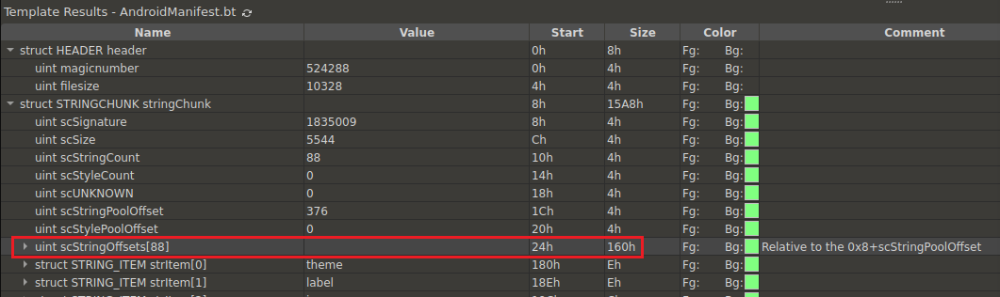 Template Results - AndroidManifest.bt
Name Value Start Size Color Comment
struct HEADER header 0h 8h Fg: Bg:
uint magicnumber 524288 0h 4h Fg: Bg:
uint filesize 10328 4h 4h Fg: Bg:
struct STRINGCHUNK stringChunk 8h 15A8h Fg: Bg:
uint scSignature 1835009 8h 4h Fg: Bg:
uint scSize 5544 Ch 4h Fg: Bg:
uint scStringCount 88 10h 4h Fg: Bg:
uint scStyleCount 0 14h 4h Fg: Bg:
uint scUNKNOWN 0 18h 4h Fg: Bg:
uint scStringPoolOffset 376 1Ch 4h Fg: Bg:
uint scStylePoolOffset 0 20h 4h Fg: Bg:
uint scStringOffsets[88] 24h 160h Fg: Bg: Relative to the 0x8+scStringPoolOffset
struct STRING_ITEM strItem[0] theme 180h Eh Fg: Bg:
struct STRING_ITEM strItem[1] label 18Eh Eh Fg: Bg: